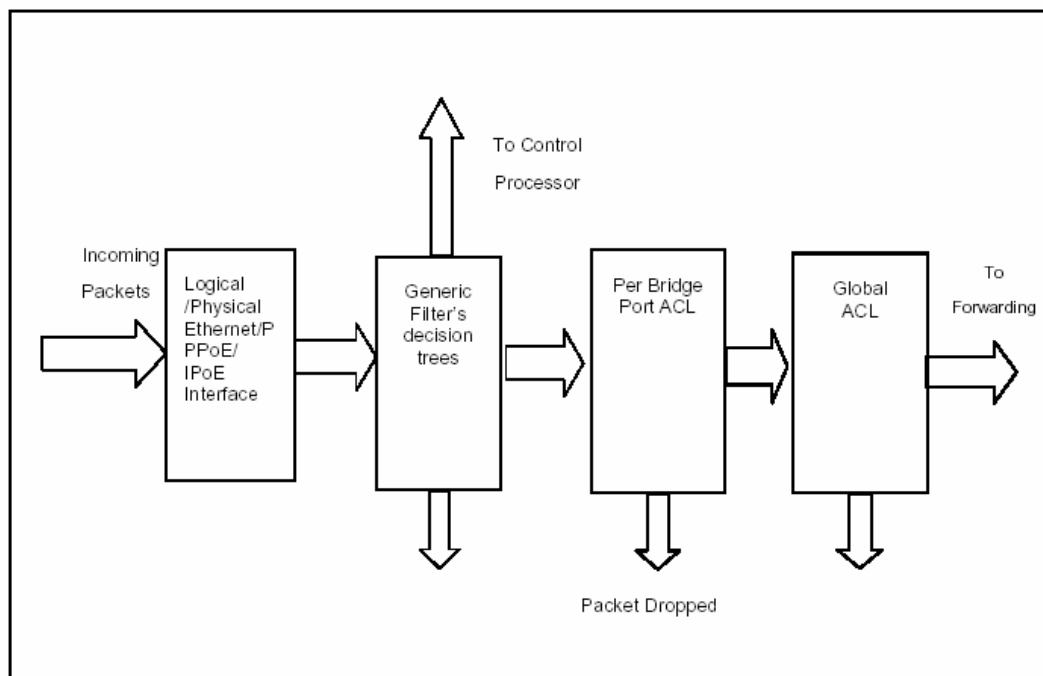 To Control
Processor
Incoming
Packets
Logical
/Physical
Ethernet/P
PPoE/
IPoE
Interface
Generic
Filter's
decision
trees
Per Bridge
Port ACL
Global
ACL
To
Forwarding
Packet Dropped